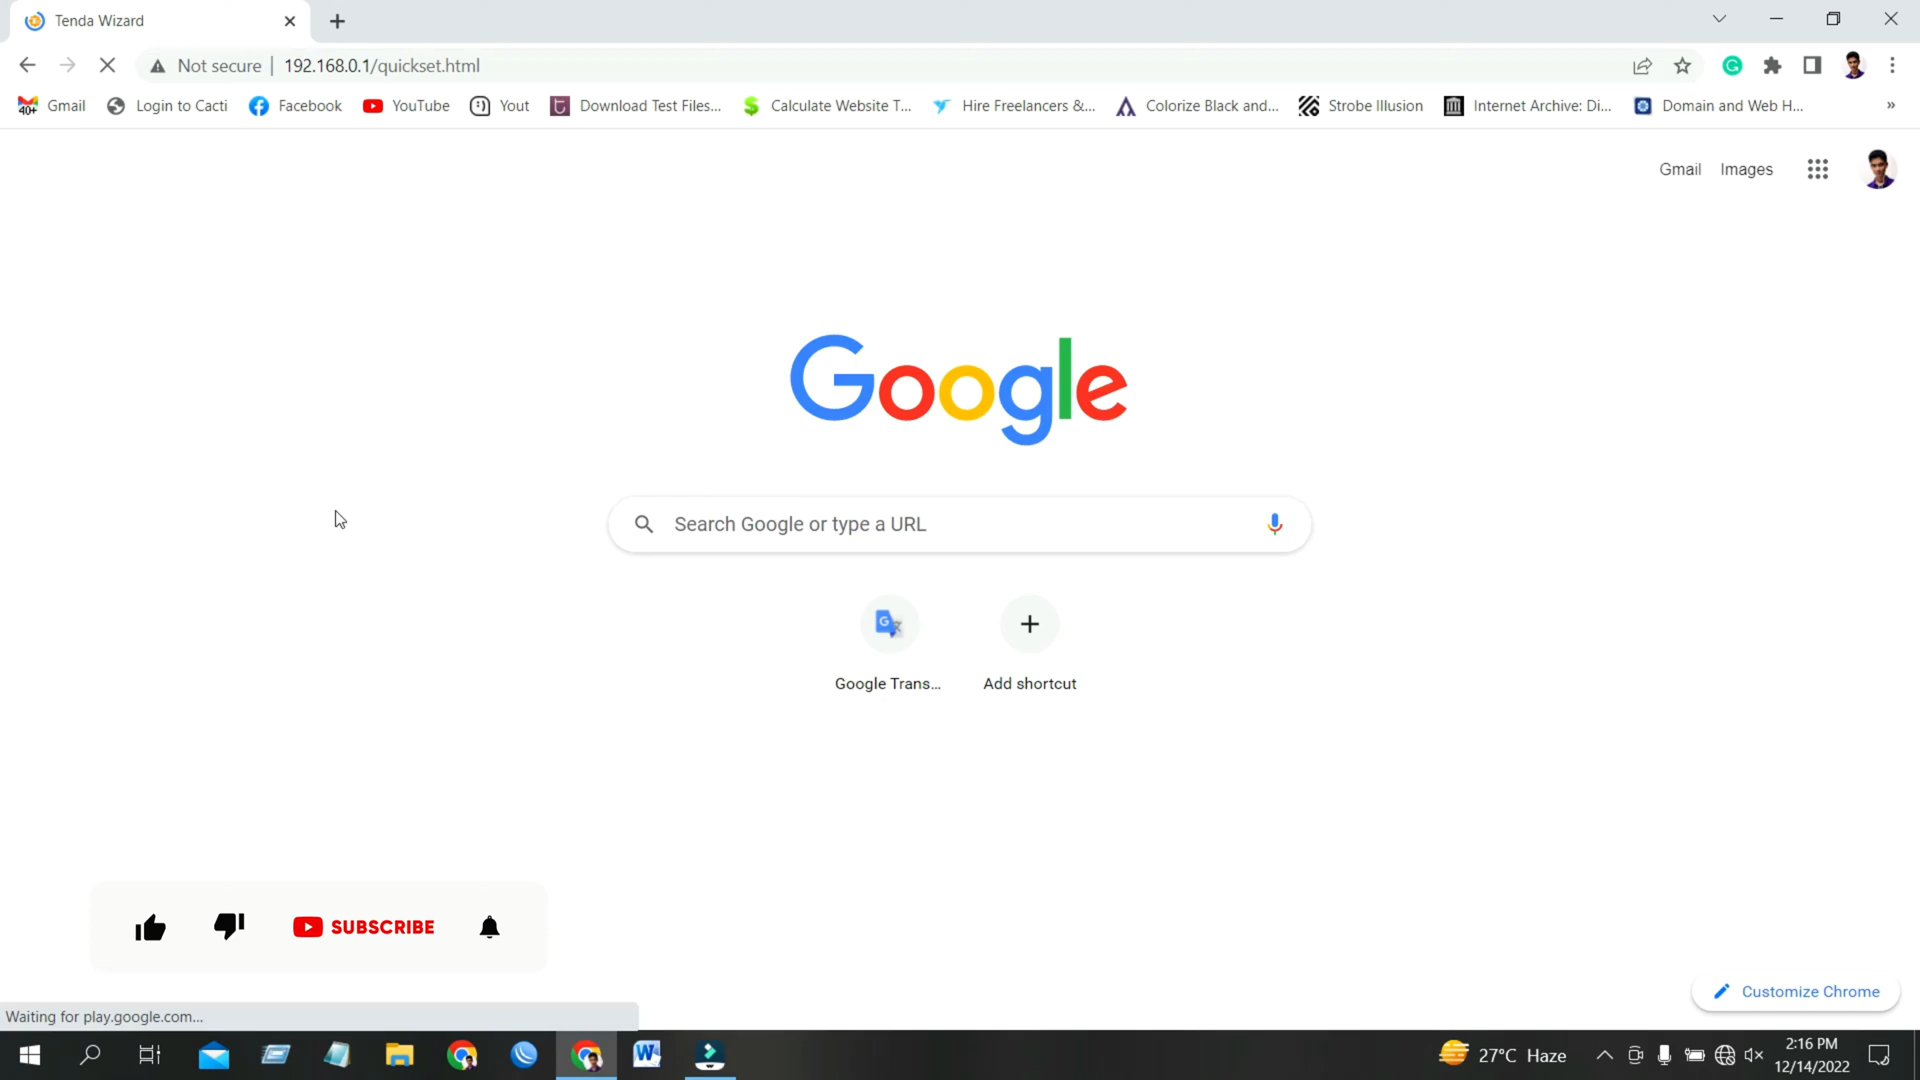 Tenda Wizard
Not secure | 192.168.0.1/quickset.html
40+ Gmail Login to Cacti Facebook YouTube Yout Download Test Files... Calculate Website T... Hire Freelancers &... Colorize Black and... Strobe Illusion Internet Archive: Di... Domain and Web H... »
Gmail Images
Google
Search Google or type a URL
Google Trans... Add shortcut
SUBSCRIBE
Customize Chrome
Waiting for play.google.com...
27°C Haze
2:16 PM
12/14/2022